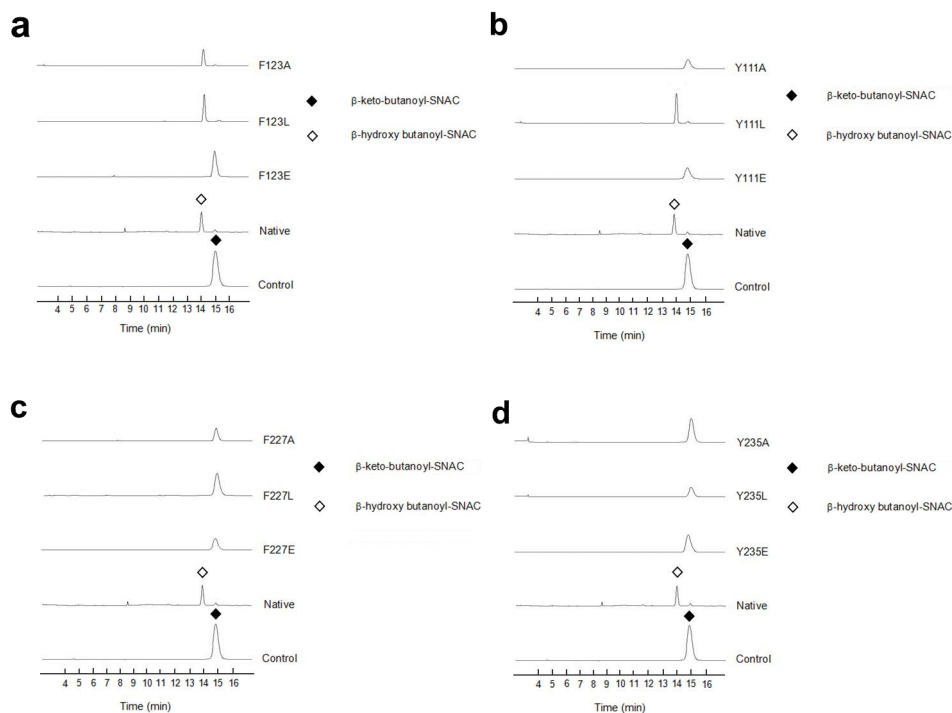 a
F123A
F123L
F123E
Native
Control
β-keto-butanoyl-SNAC
β-hydroxy butanoyl-SNAC
4 5 6 7 8 9 10 11 12 13 14 15 16
Time (min)
b
Y111A
Y111L
Y111E
Native
Control
β-keto-butanoyl-SNAC
β-hydroxy butanoyl-SNAC
4 5 6 7 8 9 10 11 12 13 14 15 16
Time (min)
c
F227A
F227L
F227E
Native
Control
β-keto-butanoyl-SNAC
β-hydroxy butanoyl-SNAC
4 5 6 7 8 9 10 11 12 13 14 15 16
Time (min)
d
Y235A
Y235L
Y235E
Native
Control
β-keto-butanoyl-SNAC
β-hydroxy butanoyl-SNAC
4 5 6 7 8 9 10 11 12 13 14 15 16
Time (min)